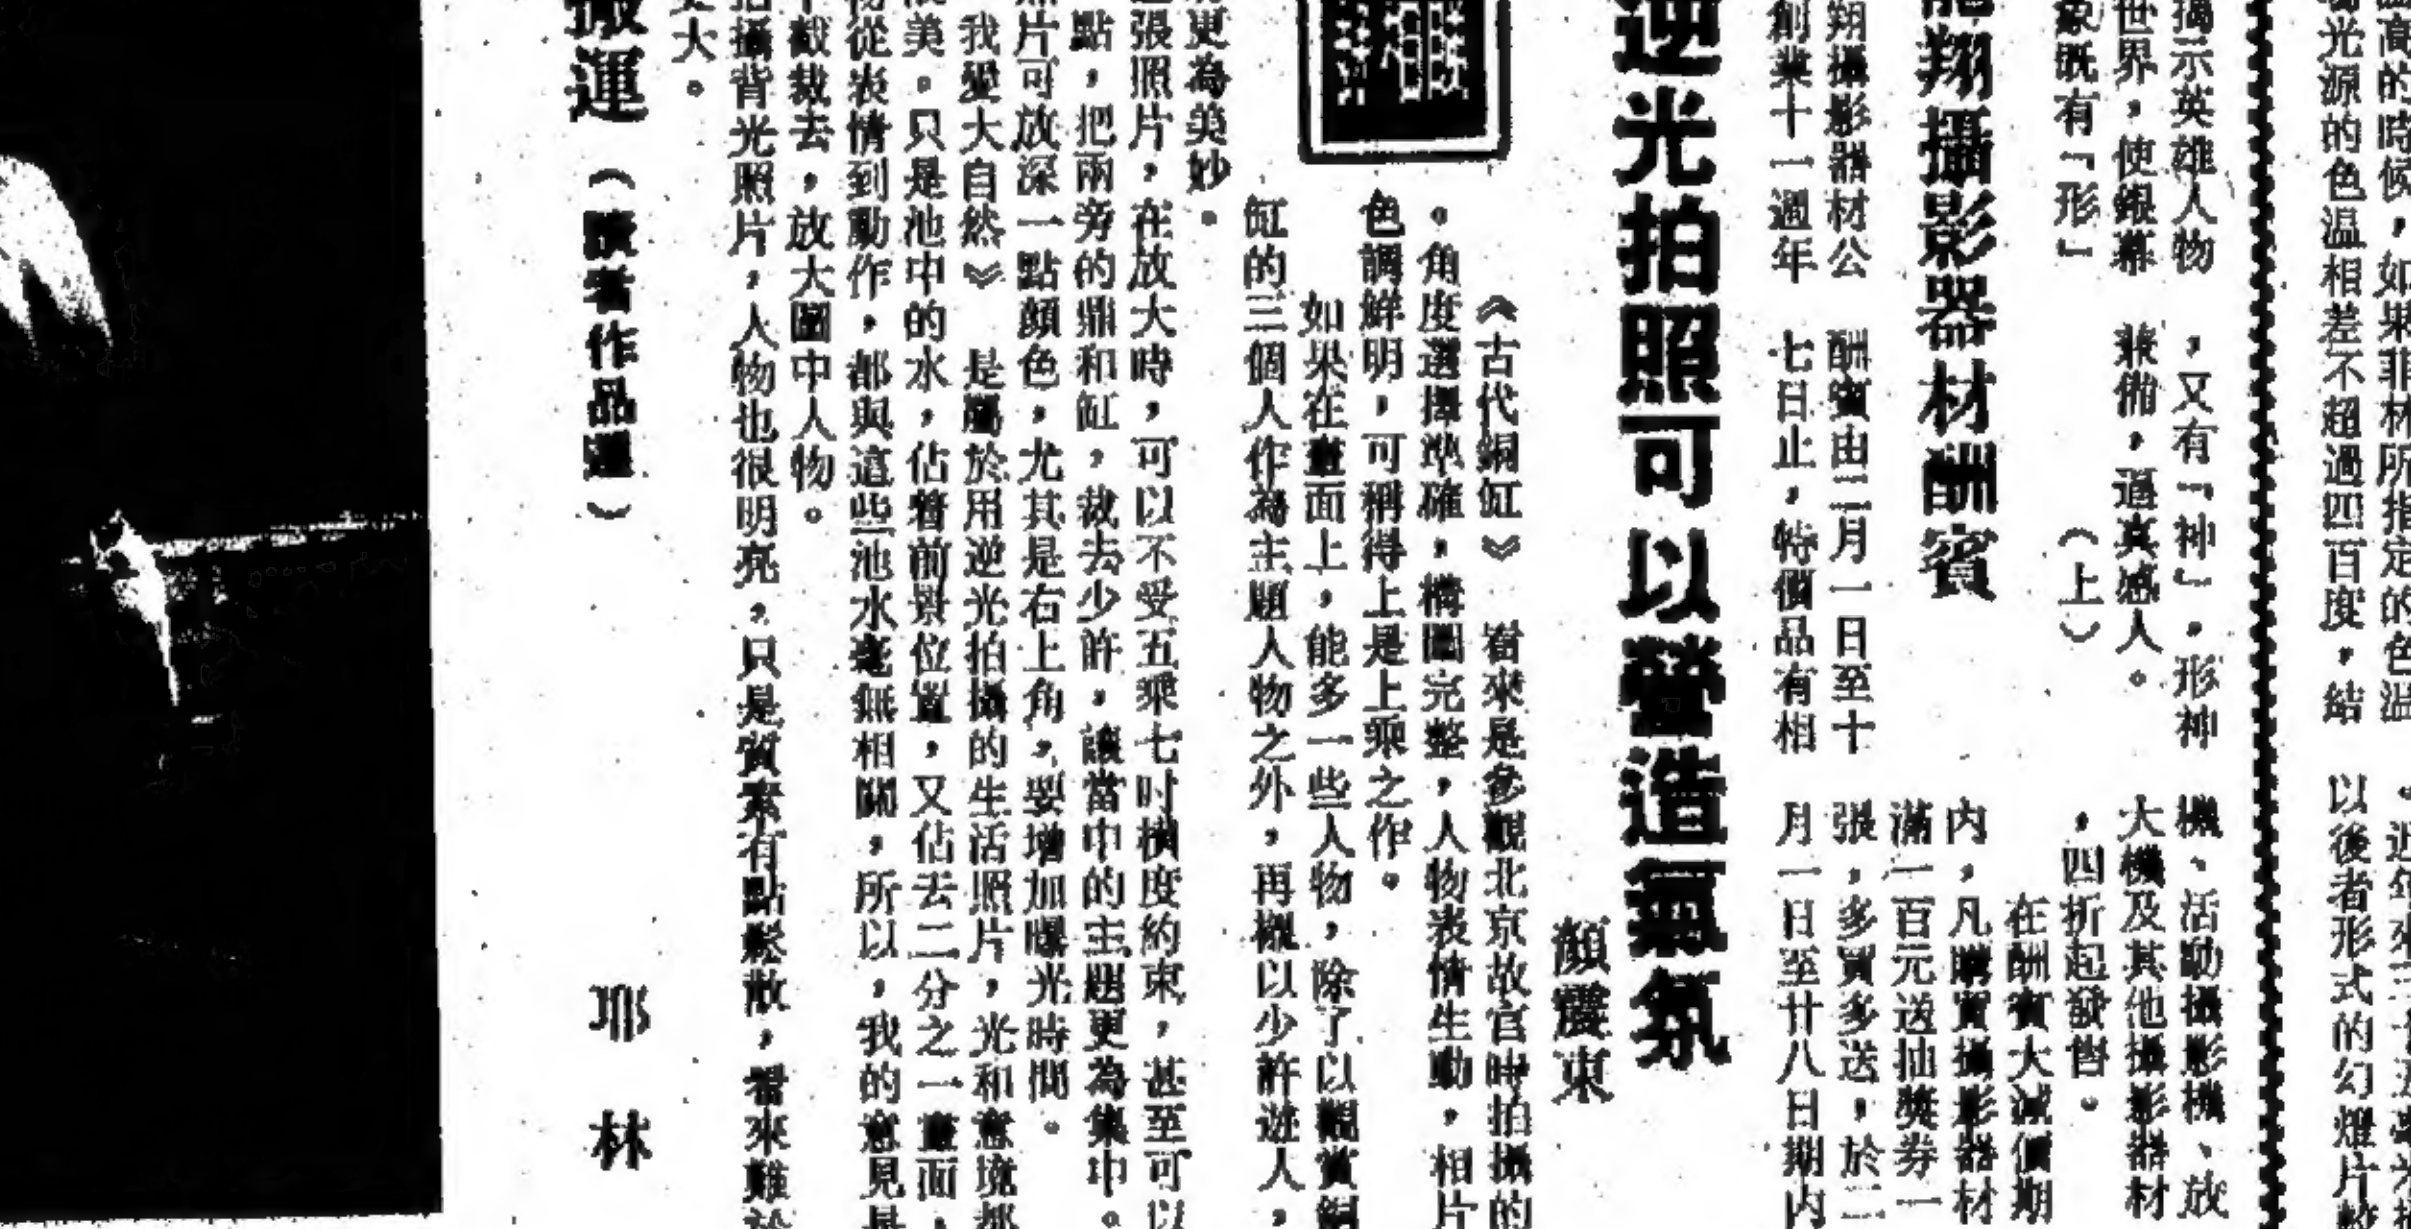 盪高的時候，如果非材所指定的色溫
光源的色溫相差不超過四百度，結
以後者形式的幻燈片
揭示英雄人物
世界，使銀幕
象既有「形」
，又有「神」，形神
兼備，逼真感人。
（上）
龍翔攝影器材酬賓
翔攝影器材公
創業十一週年
酬賓由二月一日至十
七日止，特價品有相
機、活動攝影機、放
大機及其他攝影器材
，四折起發售。
在酬賓大減價期
內，凡購買攝影器材
滿一百元送抽獎券一
張，多買多送，於二
月一日至廿八日期內
逆光拍照可以營造氣氛
顏震東
《古代銅缸》 看來是參觀北京故宮時拍攝的
。角度選擇準確，構圖完整，人物表情生動，相片
色調鮮明，可稱得上是上乘之作。
如果在畫面上，能多一些人物，除了以觀賞銅
缸的三個人作為主題人物之外，再襯以少許遊人，
更為美妙。
張照片，在放大時，可以不受五乘七吋橫度約束，甚至可以
點，把兩旁的鼎和缸，裁去少許，讓當中的主題更為集中。
照片可放深一點顏色，尤其是右上角，要增加曝光時間。
我愛大自然》 是屬於用逆光拍攝的生活照片，光和意境都
美。只是池中的水，佔着前景位置，又佔去二分之一畫面，
從表情到動作，都與這些池水毫無相關，所以，我的意見是
截裁去，放大圖中人物。
拍攝背光照片，人物也很明亮，只是質素有點鬆散，看來難於
更大。
搬運（讀者作品選） 耶林